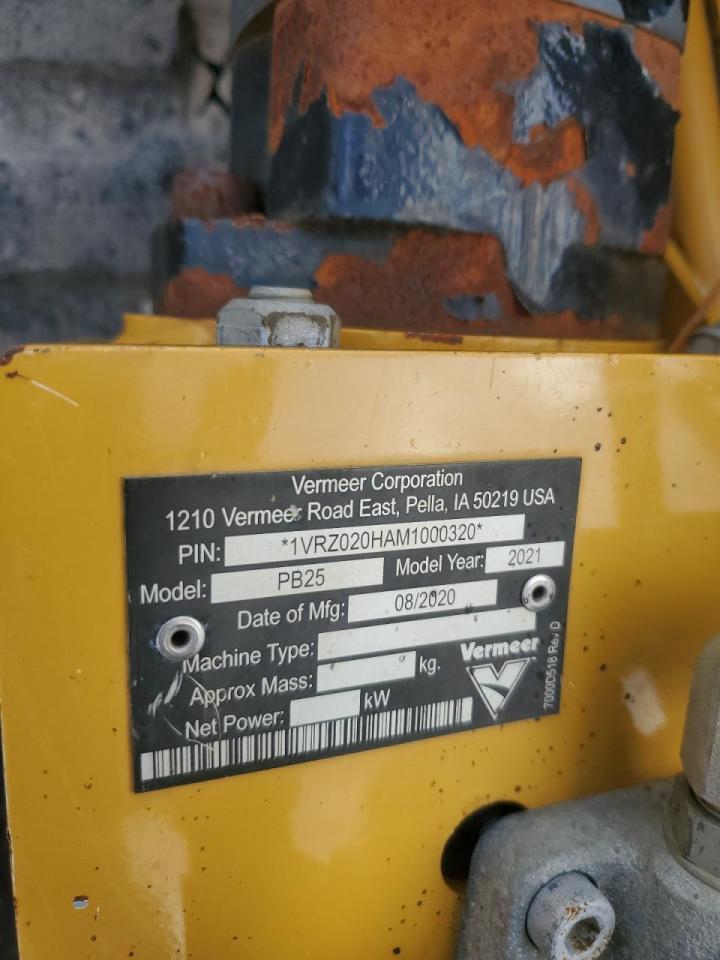 Vermeer Corporation
1210 Vermeer Road East, Pella, IA 50219 USA
PIN: *1VRZ020HAM1000320*
Model: PB25 Model Year: 2021
Date of Mfg: 08/2020
Machine Type:
Approx Mass: kg.
Net Power: kW
Vermeer
7000D518 Rev D